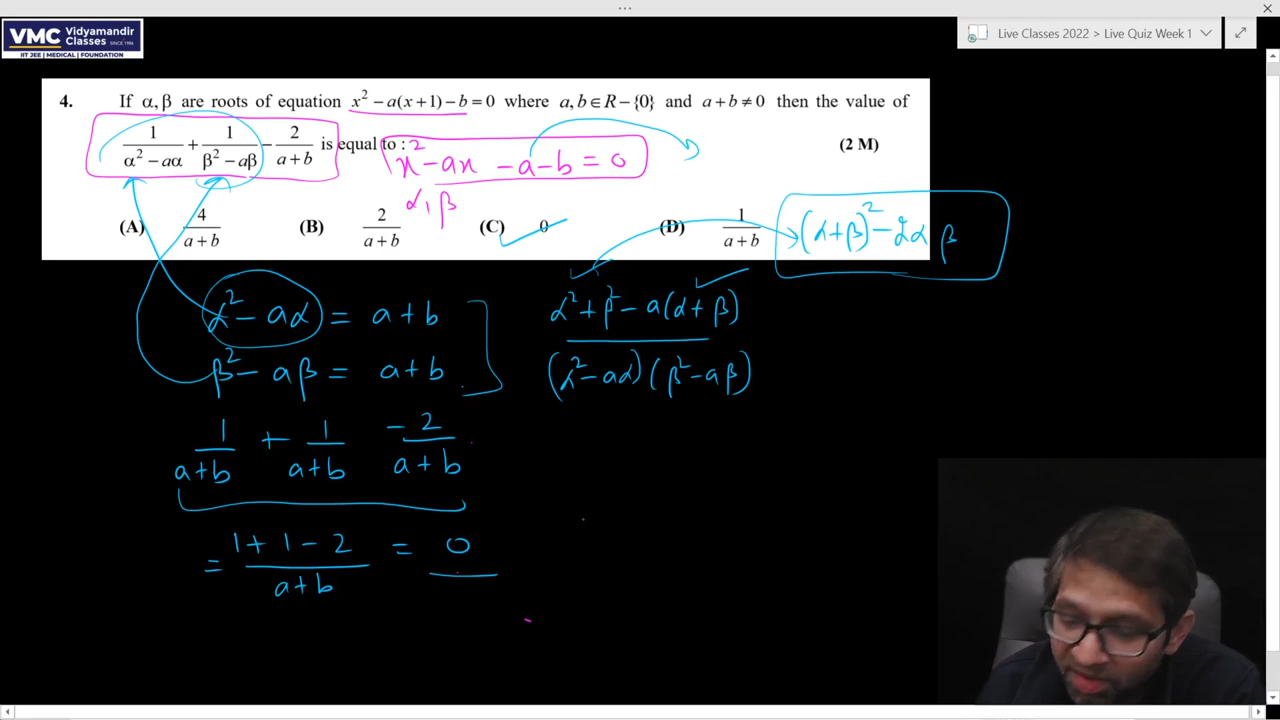 VMC Vidyamandir Classes SINCE 1986
IIT JEE | MEDICAL | FOUNDATION
Live Classes 2022 > Live Quiz Week 1
4. If α, β are roots of equation x² − a(x+1) − b = 0 where a, b ∈ R − {0} and a + b ≠ 0 then the value of
1/(α² − aα) + 1/(β² − aβ) − 2/(a+b) is equal to : (2 M)
x² − ax − a − b = 0
α, β
(A) 4/(a+b) (B) 2/(a+b) (C) 0 (D) 1/(a+b)
(α+β)² − 2αβ
α² − aα = a+b
β² − aβ = a+b
α² + β² − a(α + β)
(α² − aα)(β² − aβ)
1/(a+b) + 1/(a+b) − 2/(a+b)
= (1+1−2)/(a+b) = 0